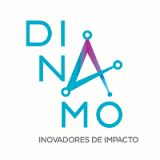 DI
NA
MO
INOVADORES DE IMPACTO